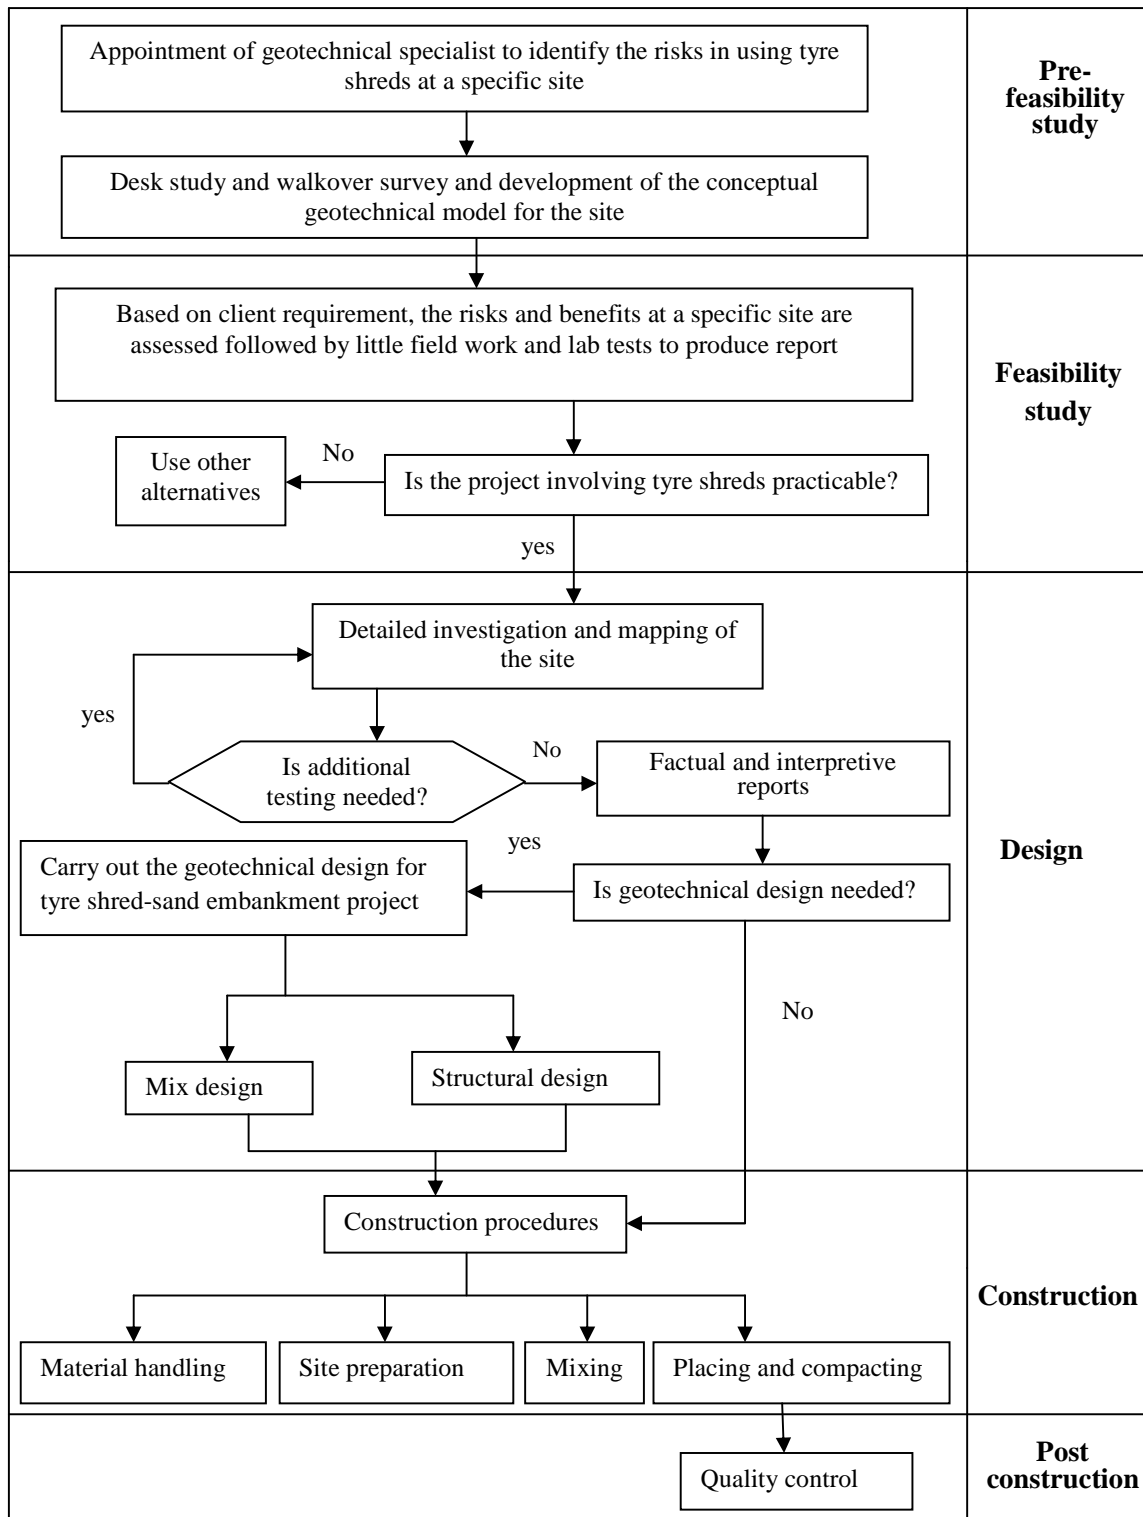 Appointment of geotechnical specialist to identify the risks in using tyre
shreds at a specific site
Pre-
feasibility
study
Desk study and walkover survey and development of the conceptual
geotechnical model for the site
Based on client requirement, the risks and benefits at a specific site are
assessed followed by little field work and lab tests to produce report
Feasibility
study
Use other
alternatives
No
Is the project involving tyre shreds practicable?
yes
Detailed investigation and mapping of
the site
yes
Is additional
testing needed?
No
Factual and interpretive
reports
Design
Carry out the geotechnical design for
tyre shred-sand embankment project
yes
Is geotechnical design needed?
No
Mix design
Structural design
Construction procedures
Construction
Material handling
Site preparation
Mixing
Placing and compacting
Quality control
Post
construction